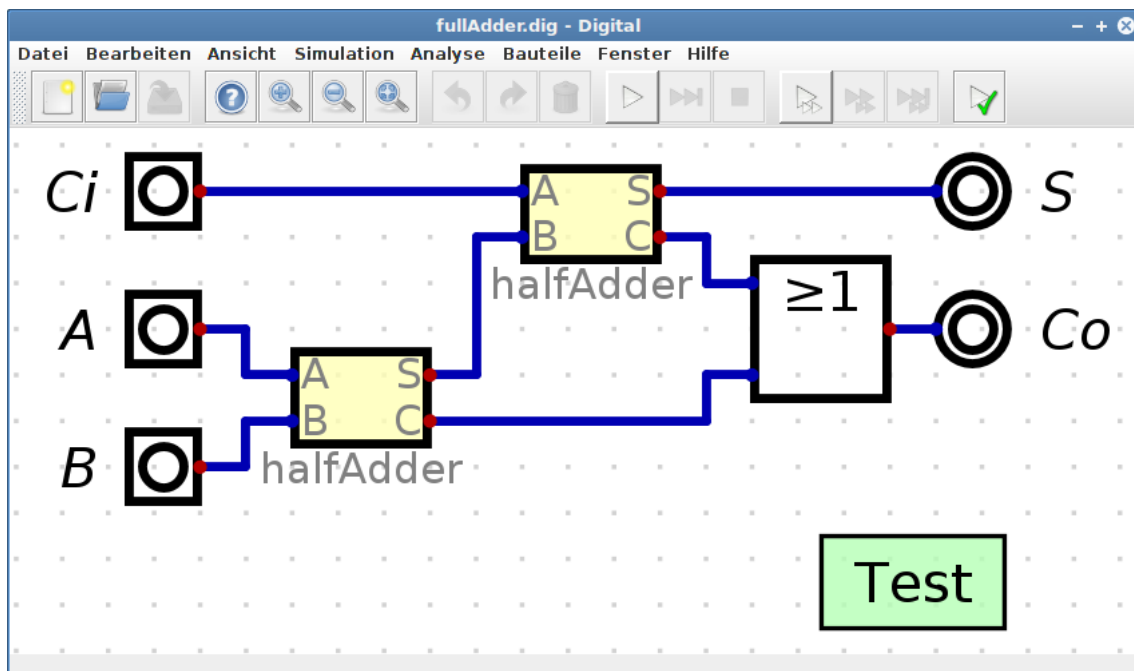 fullAdder.dig - Digital
Datei Bearbeiten Ansicht Simulation Analyse Bauteile Fenster Hilfe
?
Ci
A S
B C
halfAdder
S
A
≥1
Co
A S
B C
halfAdder
B
Test